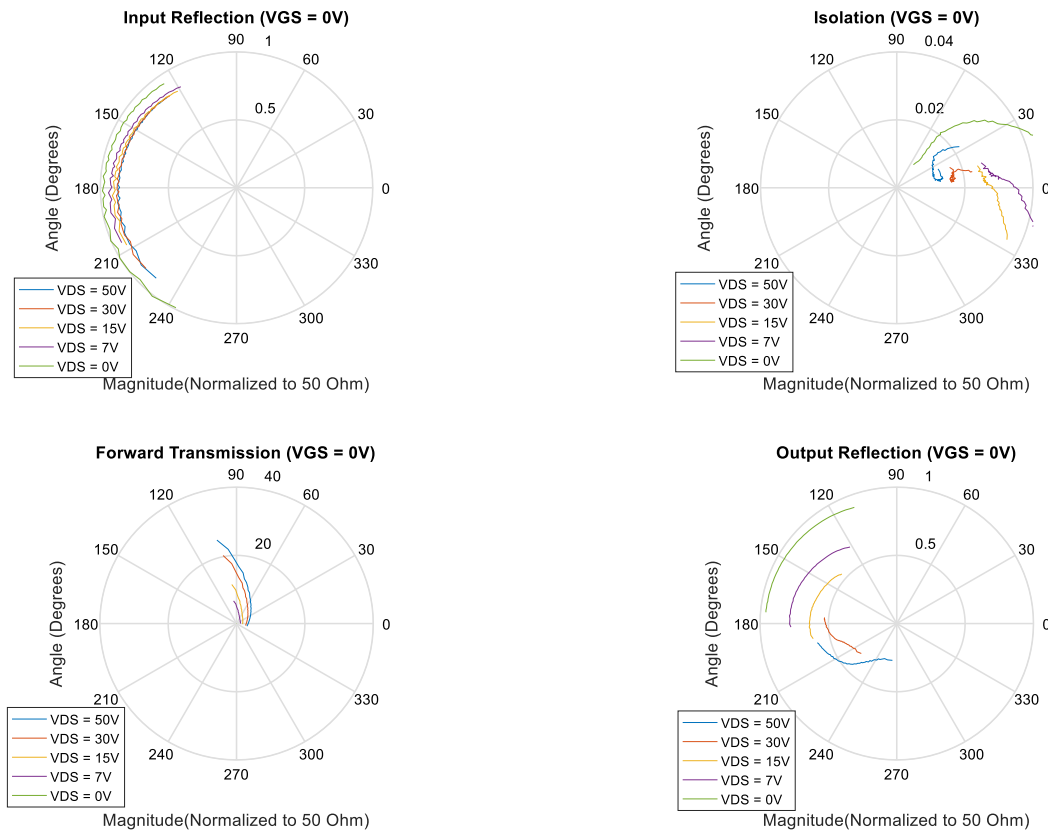 Input Reflection (VGS = 0V)
90
1
120
60
0.5
150
30
180
0
210
330
240
300
270
Angle (Degrees)
VDS = 50V
VDS = 30V
VDS = 15V
VDS = 7V
VDS = 0V
Magnitude(Normalized to 50 Ohm)
Isolation (VGS = 0V)
90
0.04
120
60
0.02
150
30
180
0
210
330
240
300
270
Angle (Degrees)
VDS = 50V
VDS = 30V
VDS = 15V
VDS = 7V
VDS = 0V
Magnitude(Normalized to 50 Ohm)
Forward Transmission (VGS = 0V)
90
40
120
60
20
150
30
180
0
210
330
240
300
270
Angle (Degrees)
VDS = 50V
VDS = 30V
VDS = 15V
VDS = 7V
VDS = 0V
Magnitude(Normalized to 50 Ohm)
Output Reflection (VGS = 0V)
90
1
120
60
0.5
150
30
180
0
210
330
240
300
270
Angle (Degrees)
VDS = 50V
VDS = 30V
VDS = 15V
VDS = 7V
VDS = 0V
Magnitude(Normalized to 50 Ohm)